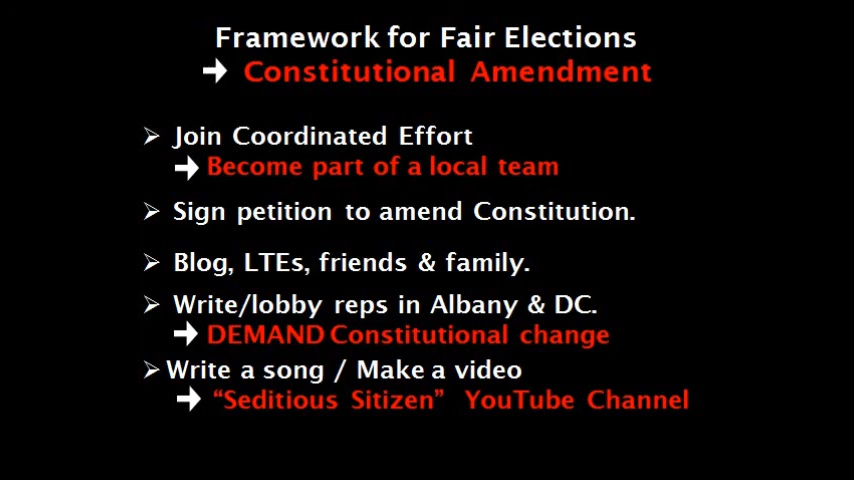 Framework for Fair Elections
➔ Constitutional Amendment
➢ Join Coordinated Effort
➔ Become part of a local team
➢ Sign petition to amend Constitution.
➢ Blog, LTEs, friends & family.
➢ Write/lobby reps in Albany & DC.
➔ DEMAND Constitutional change
➢ Write a song / Make a video
➔ “Seditious Sitizen” YouTube Channel